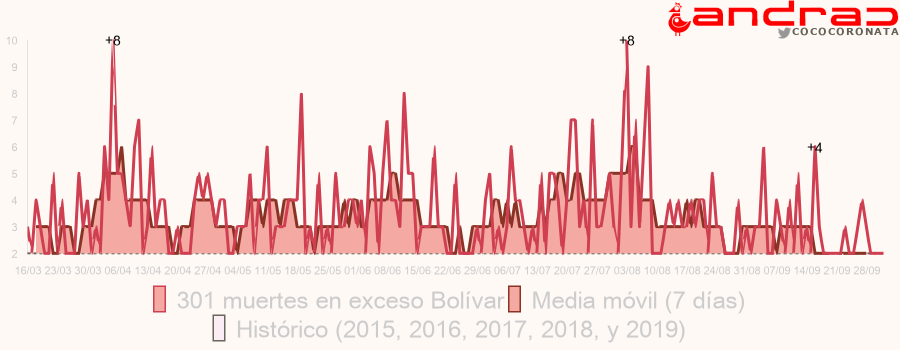 andrac
COCOCORONATA
+8
+8
+4
10
9
8
7
6
5
4
3
2
16/03 23/03 30/03 06/04 13/04 20/04 27/04 04/05 11/05 18/05 25/05 01/06 08/06 15/06 22/06 29/06 06/07 13/07 20/07 27/07 03/08 10/08 17/08 24/08 31/08 07/09 14/09 21/09 28/09
301 muertes en exceso Bolívar Media móvil (7 días)
Histórico (2015, 2016, 2017, 2018, y 2019)